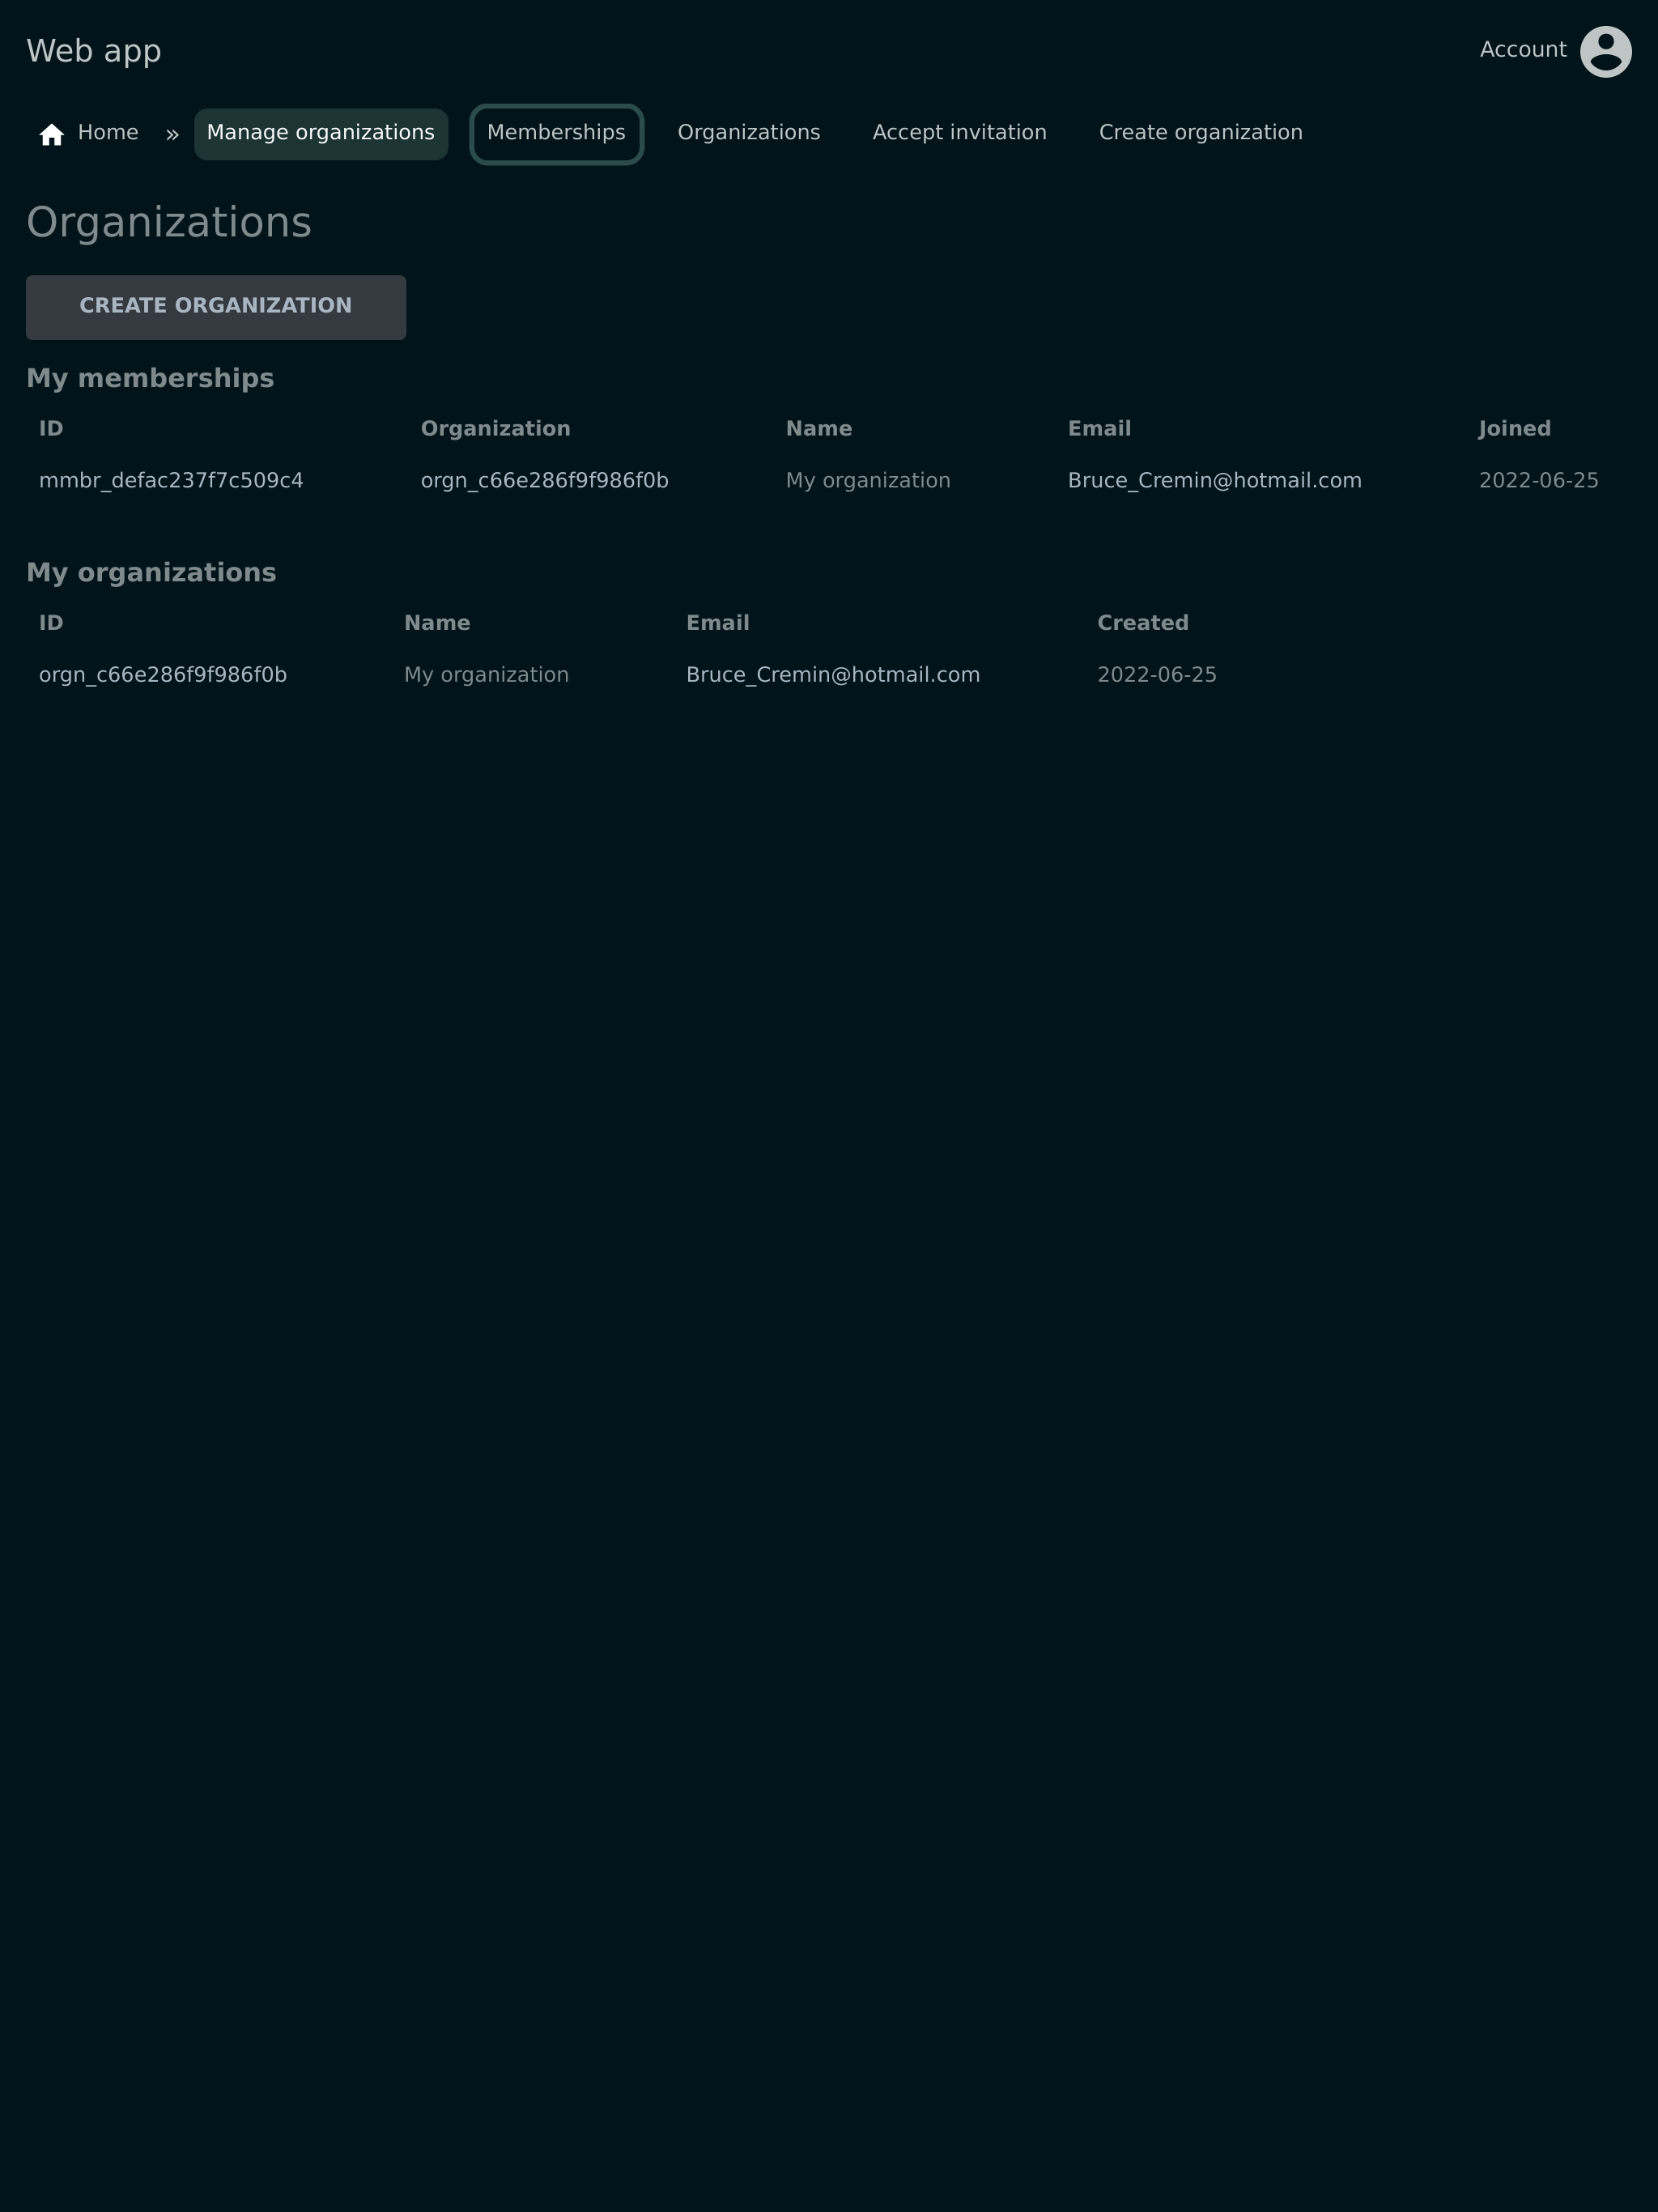 Web app
Account
Home » Manage organizations Memberships Organizations Accept invitation Create organization
Organizations
CREATE ORGANIZATION
My memberships
ID Organization Name Email Joined
mmbr_defac237f7c509c4 orgn_c66e286f9f986f0b My organization Bruce_Cremin@hotmail.com 2022-06-25
My organizations
ID Name Email Created
orgn_c66e286f9f986f0b My organization Bruce_Cremin@hotmail.com 2022-06-25